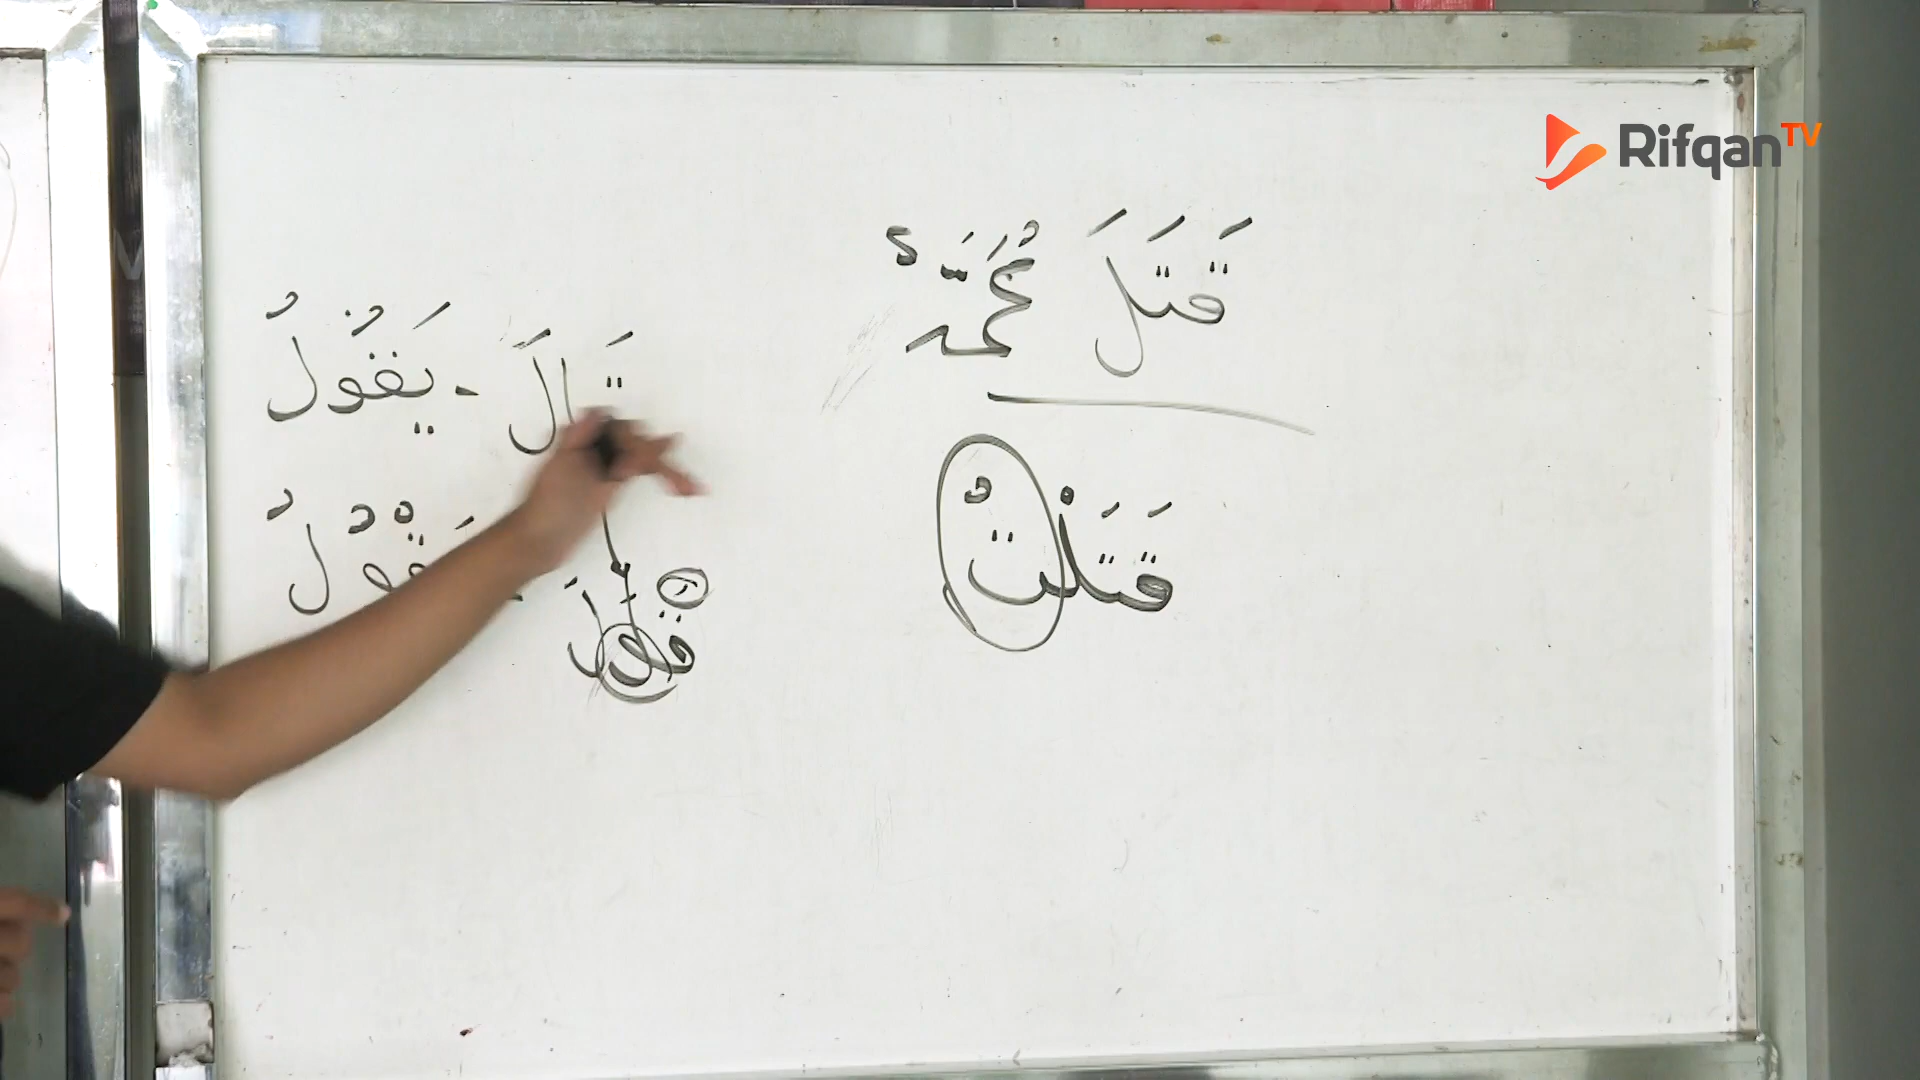 Rifqan TV
قَتَلَ مُحَمَّدٌ
قَتَلْتُ
قَالَ - يَقُولُ
قَوَلَ - يَقْوُلُ